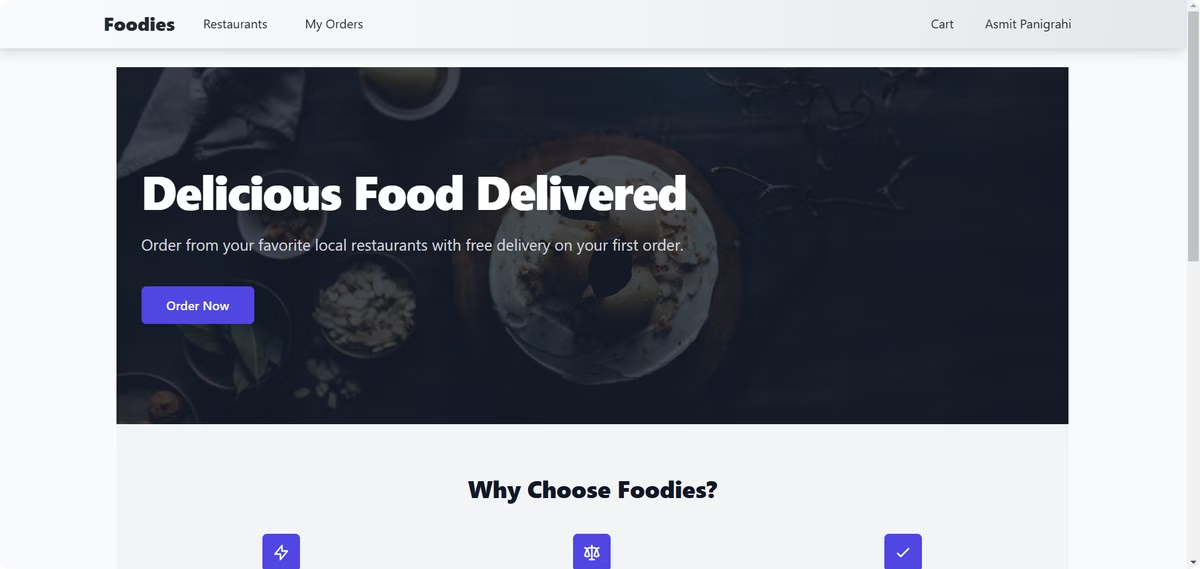 Foodies
Restaurants
My Orders
Cart
Asmit Panigrahi
Delicious Food Delivered
Order from your favorite local restaurants with free delivery on your first order.
Order Now
Why Choose Foodies?